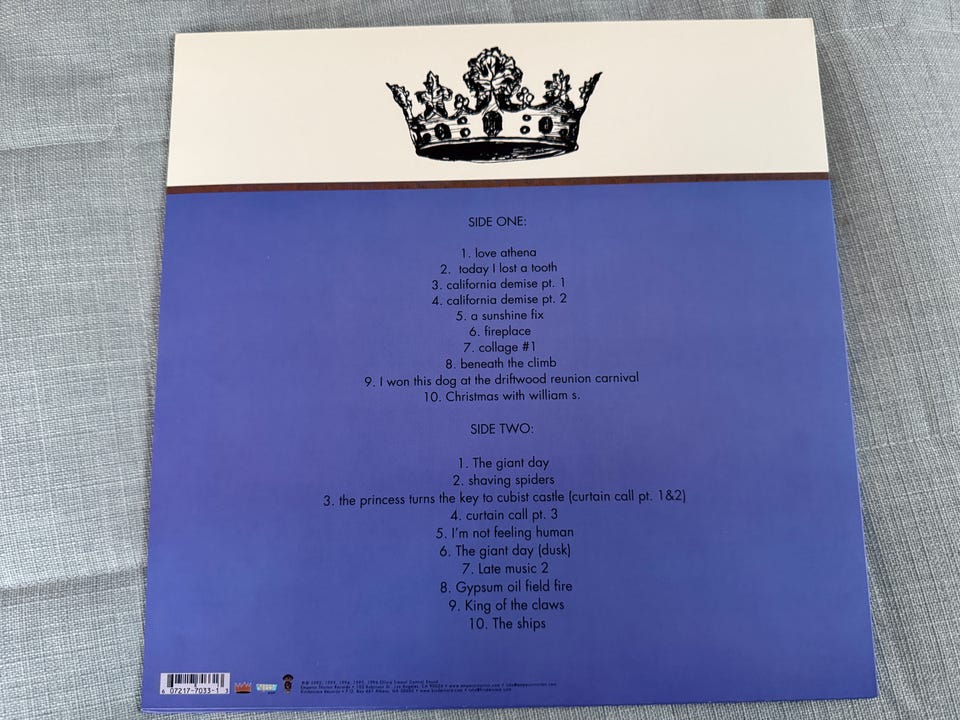 SIDE ONE:
1. love athena
2. today I lost a tooth
3. california demise pt. 1
4. california demise pt. 2
5. a sunshine fix
6. fireplace
7. collage #1
8. beneath the climb
9. I won this dog at the driftwood reunion carnival
10. Christmas with william s.
SIDE TWO:
1. The giant day
2. shaving spiders
3. the princess turns the key to cubist castle (curtain call pt. 1&2)
4. curtain call pt. 3
5. I'm not feeling human
6. The giant day (dusk)
7. Late music 2
8. Gypsum oil field fire
9. King of the claws
10. The ships
6 07217-7033-1 3